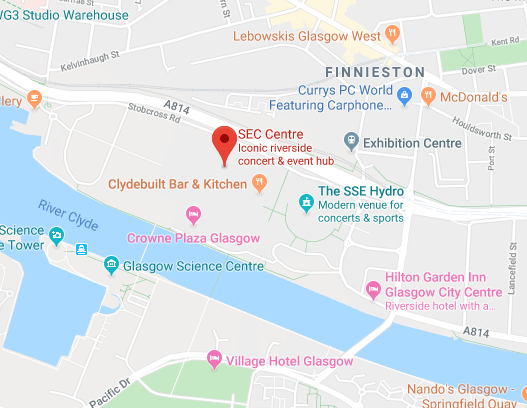 WG3 Studio Warehouse
Lebowskis Glasgow West
Kent Rd
Kelvinhaugh St
Dover St
FINNIESTON
Currys PC World
Featuring Carphone...
McDonald's
llery
A814
Stobcross Rd
Houldsworth St
SEC Centre
Iconic riverside
concert & event hub
Exhibition Centre
Port St
Clydebuilt Bar & Kitchen
The SSE Hydro
Modern venue for
concerts & sports
River Clyde
Crowne Plaza Glasgow
Science
e Tower
Glasgow Science Centre
Lancefield St
Hilton Garden Inn
Glasgow City Centre
Riverside hotel with a...
A814
Village Hotel Glasgow
Pacific Dr
Nando's Glasgow -
Springfield Quay